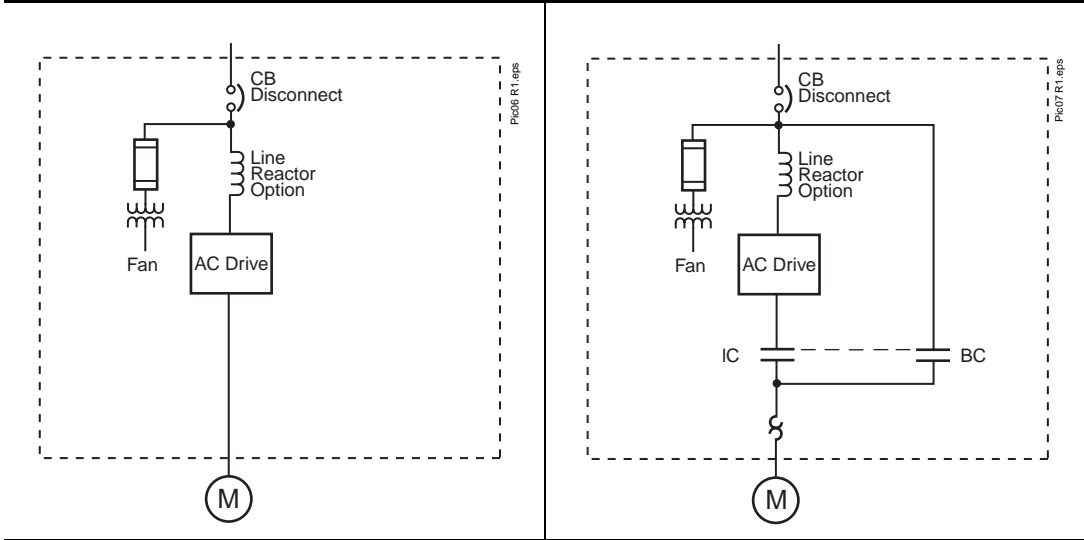 CB
Disconnect
Line
Reactor
Option
Fan
AC Drive
M
Pic06 R1.eps
CB
Disconnect
Line
Reactor
Option
Fan
AC Drive
IC
BC
M
Pic07 R1.eps